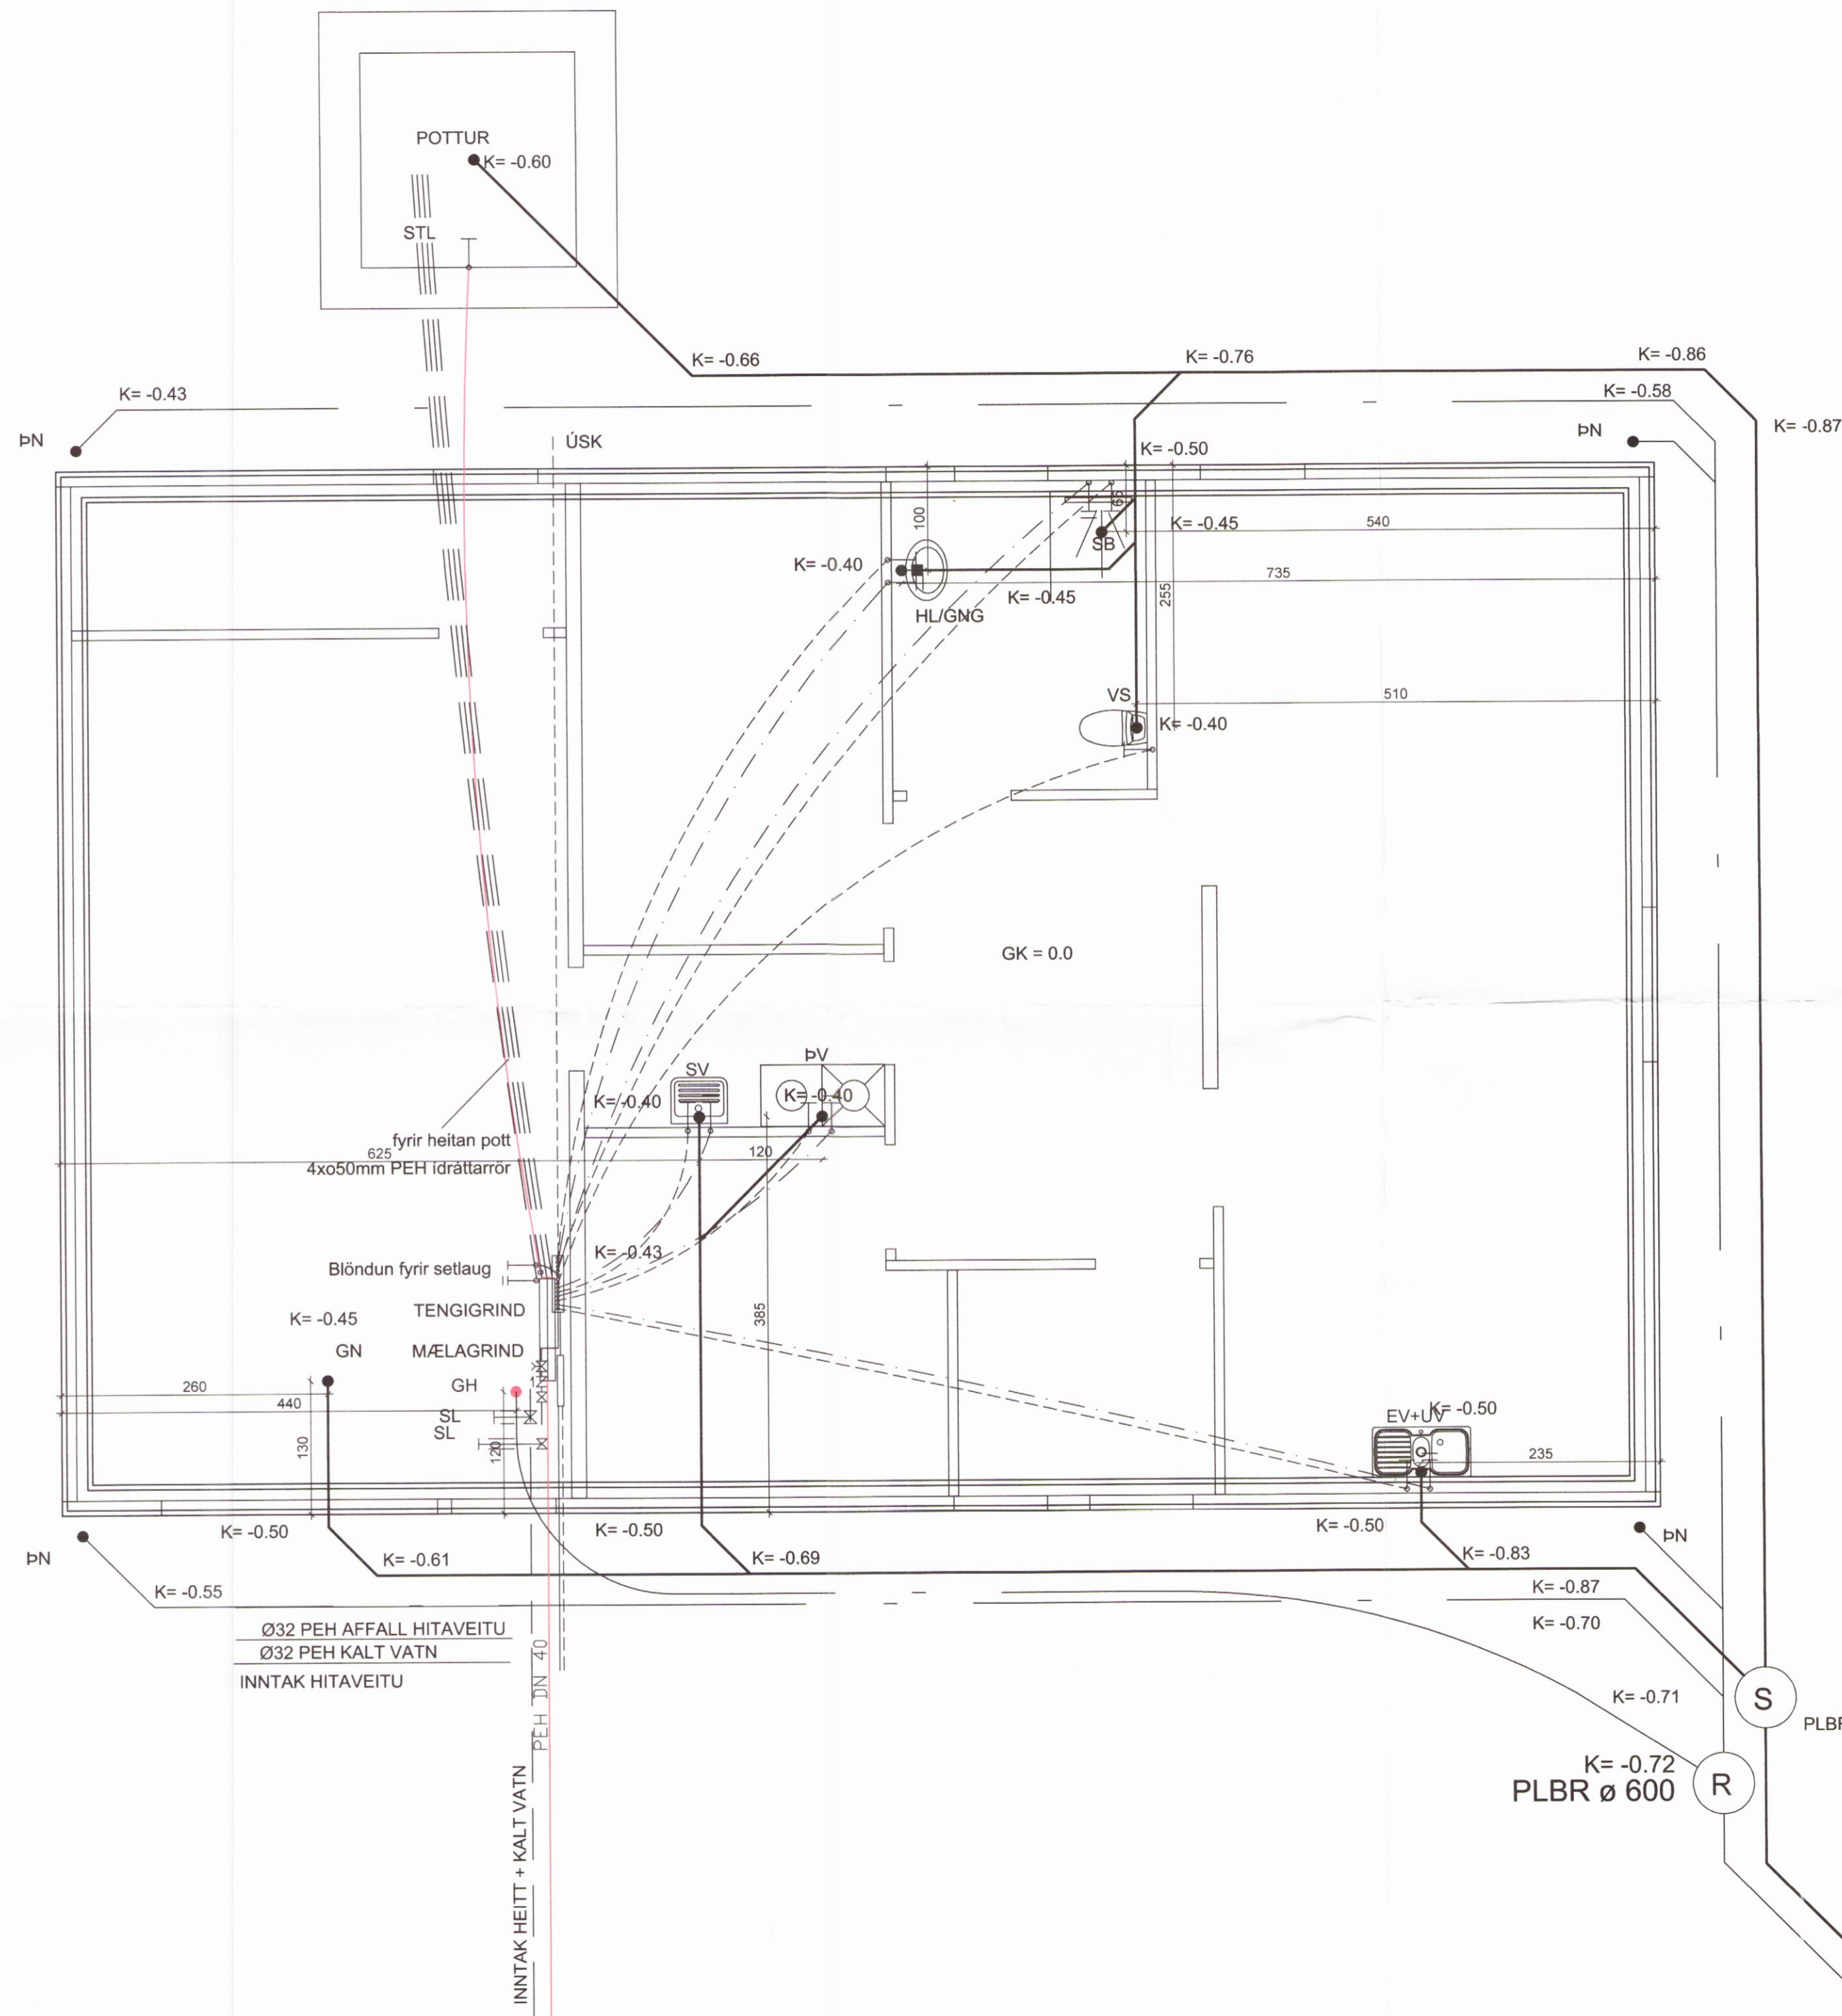 POTTUR
K= -0.60
STL
K= -0.66
K= -0.76
K= -0.86
K= -0.43
K= -0.58
ÞN
ÚSK
ÞN
K= -0.87
K= -0.50
100
65
K= -0.45
540
SB
K= -0.40
735
K= -0.45
255
HL/GNG
VS
510
K= -0.40
GK = 0.0
SV
ÞV
K= -0.40
K= -0.40
fyrir heitan pott
625
120
4xo50mm PEH ídráttarrör
K= -0.43
Blöndun fyrir setlaug
TENGIGRIND
K= -0.45
385
GN
MÆLAGRIND
GH
260
440
SL
SL
130
120
K= -0.50
EV+UV
235
K= -0.50
K= -0.50
K= -0.50
K= -0.61
K= -0.69
K= -0.83
ÞN
ÞN
K= -0.55
K= -0.87
K= -0.70
Ø32 PEH AFFALL HITAVEITU
Ø32 PEH KALT VATN
INNTAK HITAVEITU
PEH DN 40
K= -0.71
S
PLBR
K= -0.72
PLBR ø 600
R
INNTAK HEITT + KALT VATN